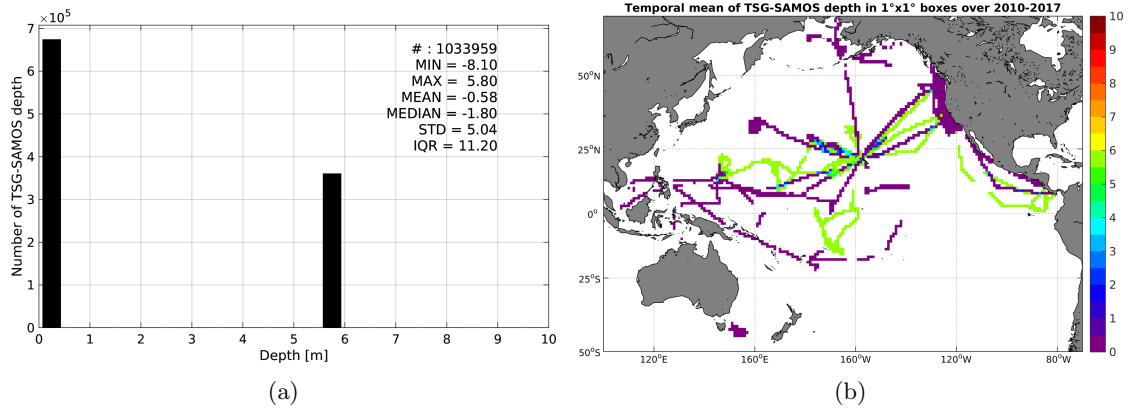 ×10⁵
7
6
5
4
3
2
1
0
Number of TSG-SAMOS depth
# : 1033959
MIN = -8.10
MAX = 5.80
MEAN = -0.58
MEDIAN = -1.80
STD = 5.04
IQR = 11.20
0 1 2 3 4 5 6 7 8 9 10
Depth [m]
(a)
Temporal mean of TSG-SAMOS depth in 1°x1° boxes over 2010-2017
50°N
25°N
0°
25°S
50°S
120°E 160°E 160°W 120°W 80°W
10
9
8
7
6
5
4
3
2
1
0
(b)